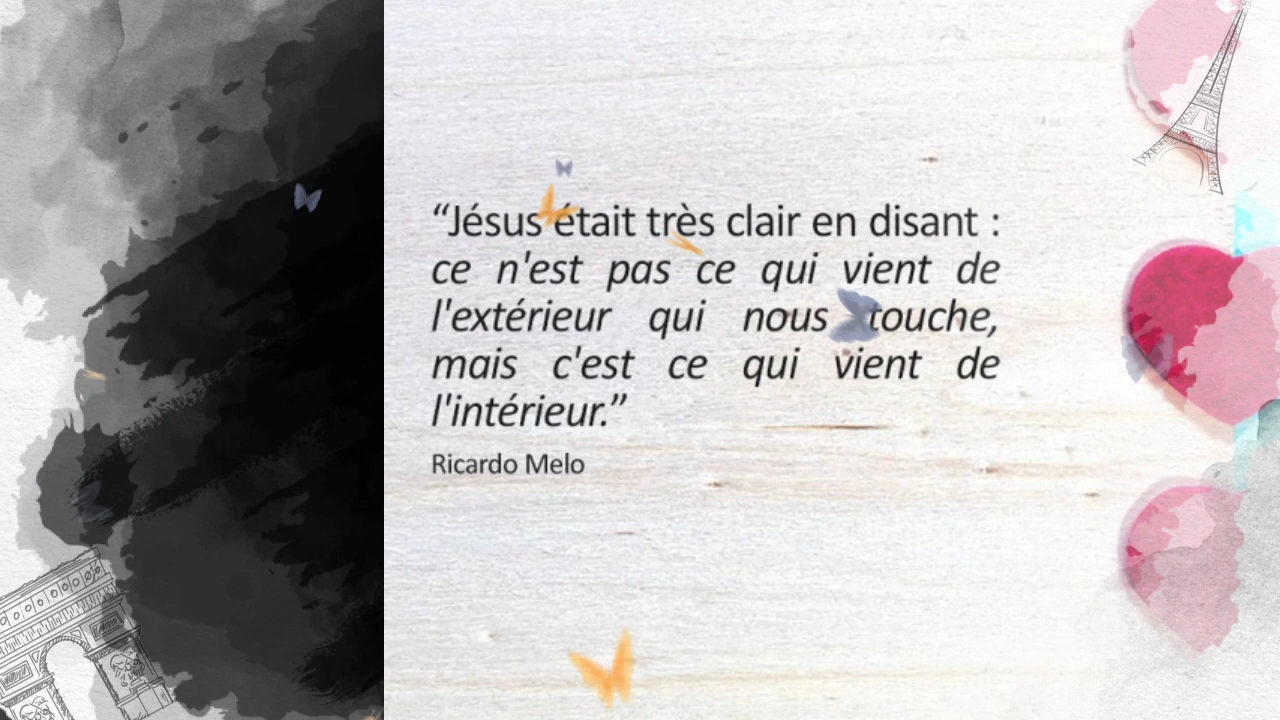 “Jésus était très clair en disant :
ce n'est pas ce qui vient de
l'extérieur qui nous touche,
mais c'est ce qui vient de
l'intérieur.”
Ricardo Melo